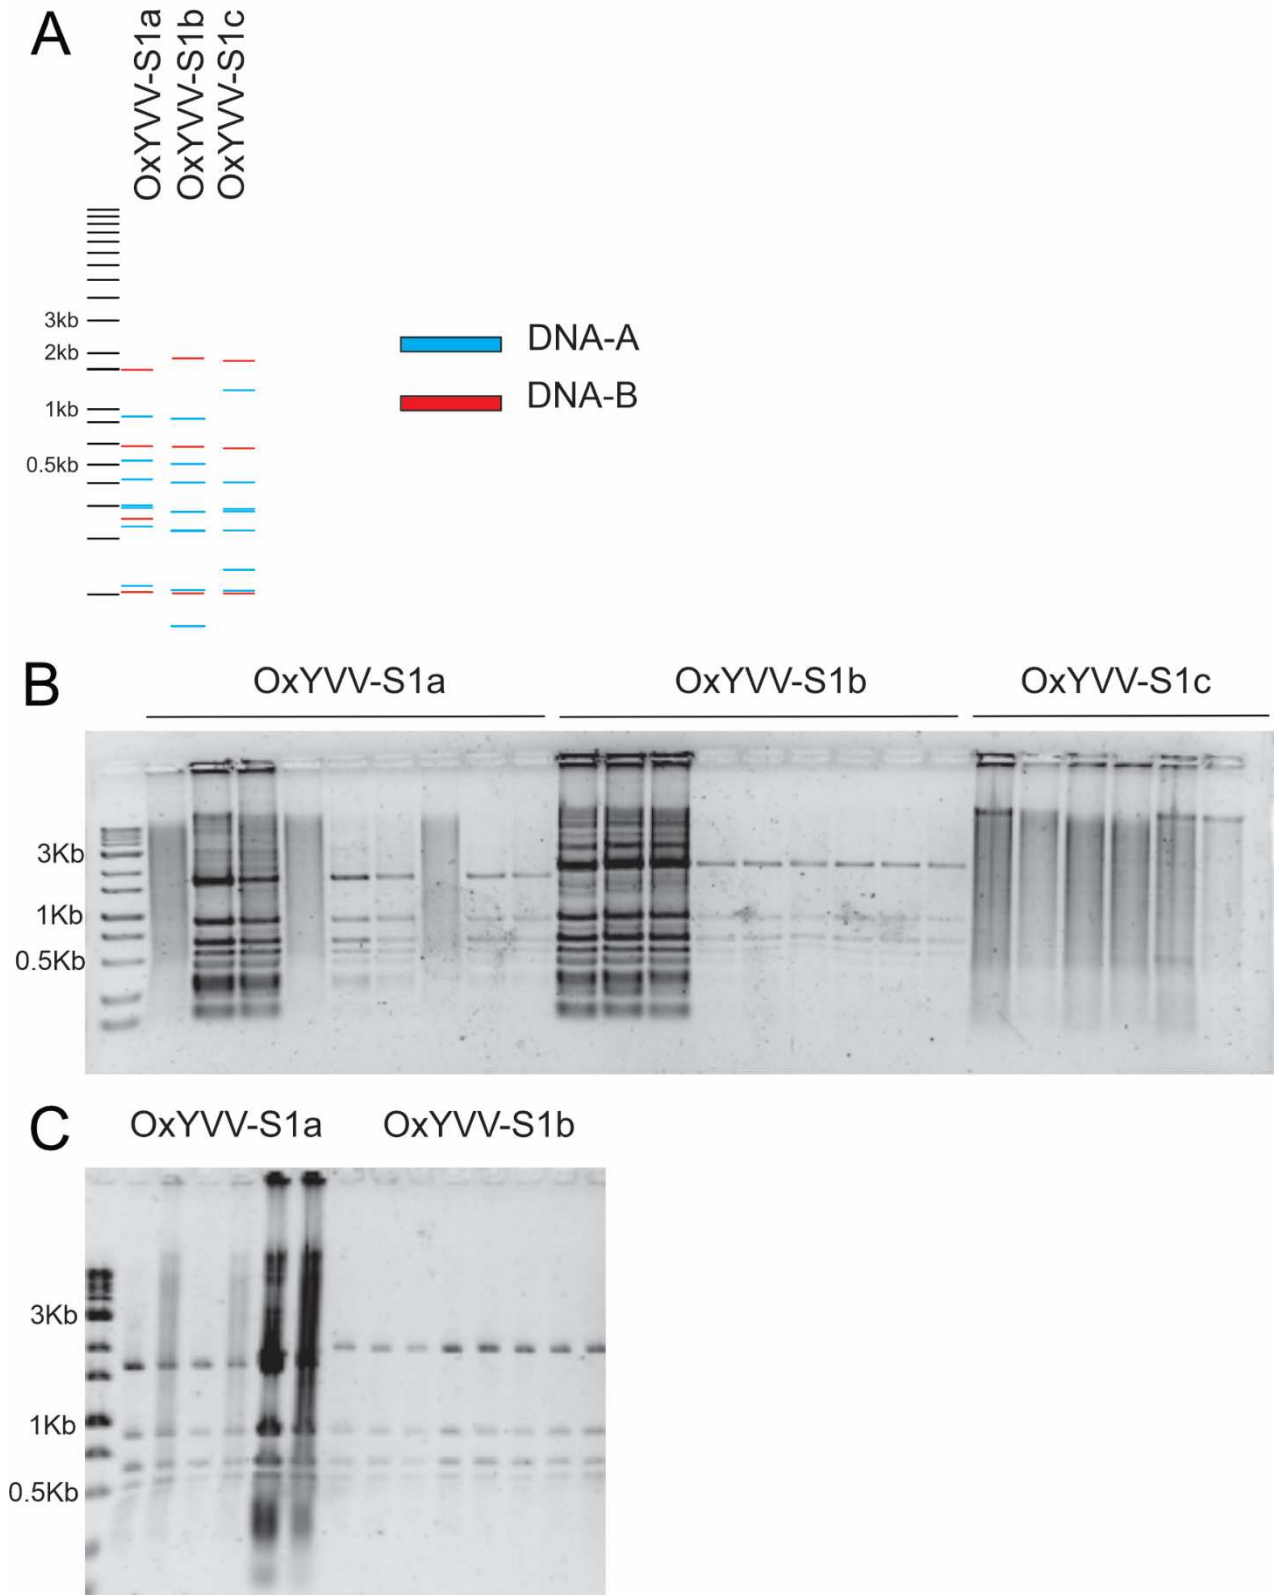 A
OxYVV-S1a
OxYVV-S1b
OxYVV-S1c
3kb
2kb
1kb
0.5kb
DNA-A
DNA-B
B
OxYVV-S1a OxYVV-S1b OxYVV-S1c
3Kb
1Kb
0.5Kb
C
OxYVV-S1a OxYVV-S1b
3Kb
1Kb
0.5Kb